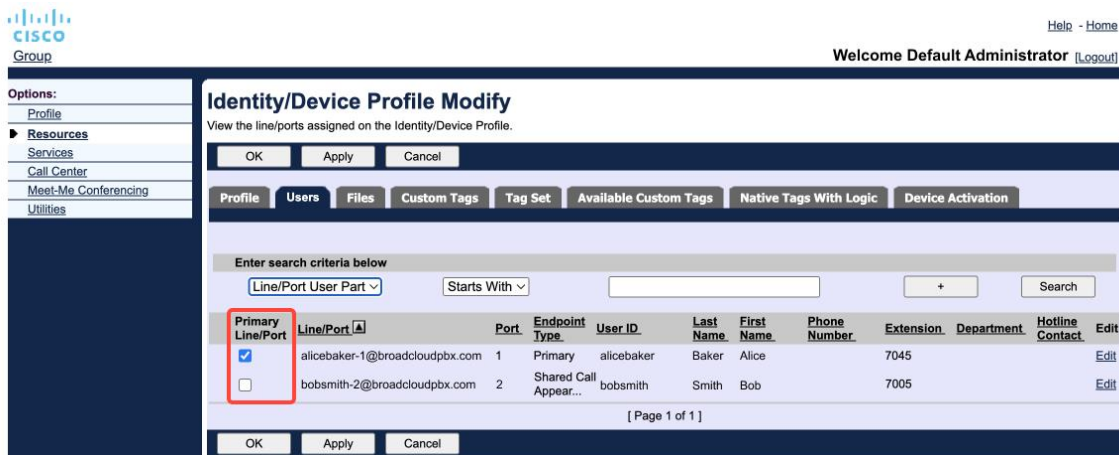 CISCO
Help - Home
Group
Welcome Default Administrator [Logout]
Options:
Profile
Resources
Services
Call Center
Meet-Me Conferencing
Utilities
Identity/Device Profile Modify
View the line/ports assigned on the Identity/Device Profile.
OK Apply Cancel
Profile Users Files Custom Tags Tag Set Available Custom Tags Native Tags With Logic Device Activation
Enter search criteria below
Line/Port User Part Starts With + Search
Primary Line/Port Line/Port Port Endpoint Type User ID Last Name First Name Phone Number Extension Department Hotline Contact Edit
alicebaker-1@broadcloudpbx.com 1 Primary alicebaker Baker Alice 7045 Edit
bobsmith-2@broadcloudpbx.com 2 Shared Call Appear... bobsmith Smith Bob 7005 Edit
[ Page 1 of 1 ]
OK Apply Cancel